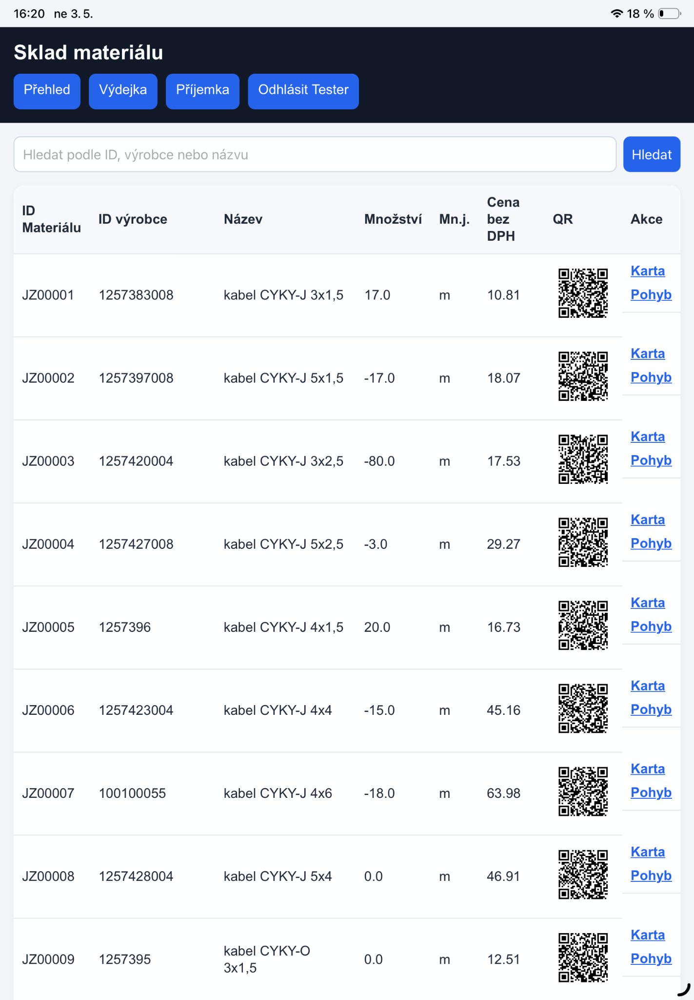 16:20 ne 3. 5. 18 %
Sklad materiálu
Přehled Výdejka Příjemka Odhlásit Tester
Hledat podle ID, výrobce nebo názvu Hledat
ID Materiálu ID výrobce Název Množství Mn.j. Cena bez DPH QR Akce
JZ00001 1257383008 kabel CYKY-J 3x1,5 17.0 m 10.81 Karta Pohyb
JZ00002 1257397008 kabel CYKY-J 5x1,5 -17.0 m 18.07 Karta Pohyb
JZ00003 1257420004 kabel CYKY-J 3x2,5 -80.0 m 17.53 Karta Pohyb
JZ00004 1257427008 kabel CYKY-J 5x2,5 -3.0 m 29.27 Karta Pohyb
JZ00005 1257396 kabel CYKY-J 4x1,5 20.0 m 16.73 Karta Pohyb
JZ00006 1257423004 kabel CYKY-J 4x4 -15.0 m 45.16 Karta Pohyb
JZ00007 100100055 kabel CYKY-J 4x6 -18.0 m 63.98 Karta Pohyb
JZ00008 1257428004 kabel CYKY-J 5x4 0.0 m 46.91 Karta Pohyb
JZ00009 1257395 kabel CYKY-O 3x1,5 0.0 m 12.51 Karta Pohyb